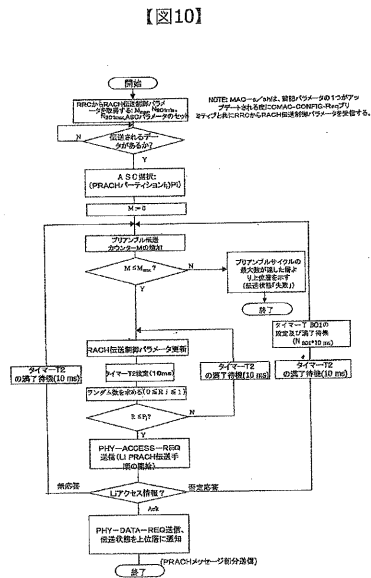 【図10】
開始
RRCからRACH伝送制御パラメ
ータを取得する: Mmax, NBO1min,
NBO1max, ASCパラメータのセット
NOTE: MAC-c/shは、
パラメータの1つがアッ
プデートされる度にCMAC-CONFIG-Reqプリ
ミティブと共にRRCからRACH伝送制御パラメータを受信する。
伝送されるデー
タがあるか?
N
Y
ASC選択:
(PRACHパーティションi,Pi)
M := 0
プリアンブル伝送
カウンターMの増加
M ≤ Mmax ?
N
Y
プリアンブルサイクルの
最大数が達した
より上位層を示す
(伝送状態「失敗」)
終了
RACH伝送制御パラメータ更新
タイマーT2設定(10ms)
ランダム数を求める(0≤R≤1)
R≤Pi?
N
Y
タイマーT2
の満了待機(10 ms)
タイマーT2
の満了待機(10 ms)
タイマーT BO1の
設定及び満了待機
(NBO1*10 ms)
タイマーT2
の満了待機(10 ms)
PHY-ACCESS-REQ
送信(L1 PRACH伝送手
順の開始)
L1アクセス情報?
無応答
否定応答
Ack
PHY-DATA-REQ送信、
伝送状態を上位層に通知
(PRACHメッセージ部分送信)
終了